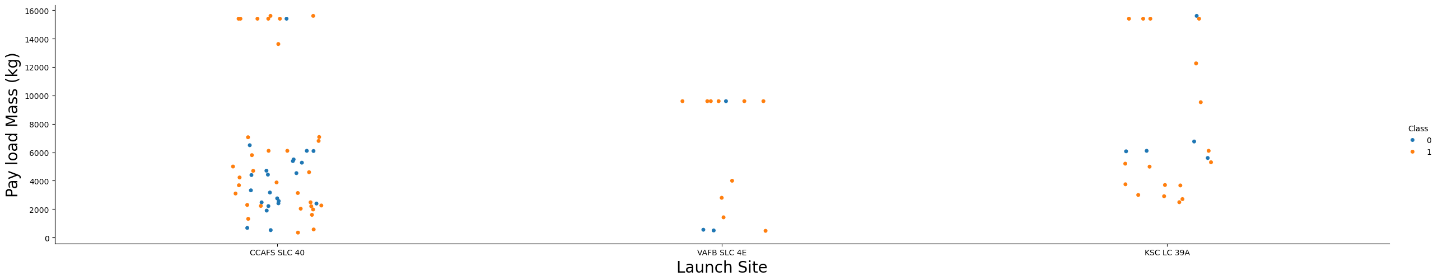 16000
14000
12000
10000
8000
6000
4000
2000
0
Pay load Mass (kg)
CCAFS SLC 40
VAFB SLC 4E
KSC LC 39A
Launch Site
Class
0
1